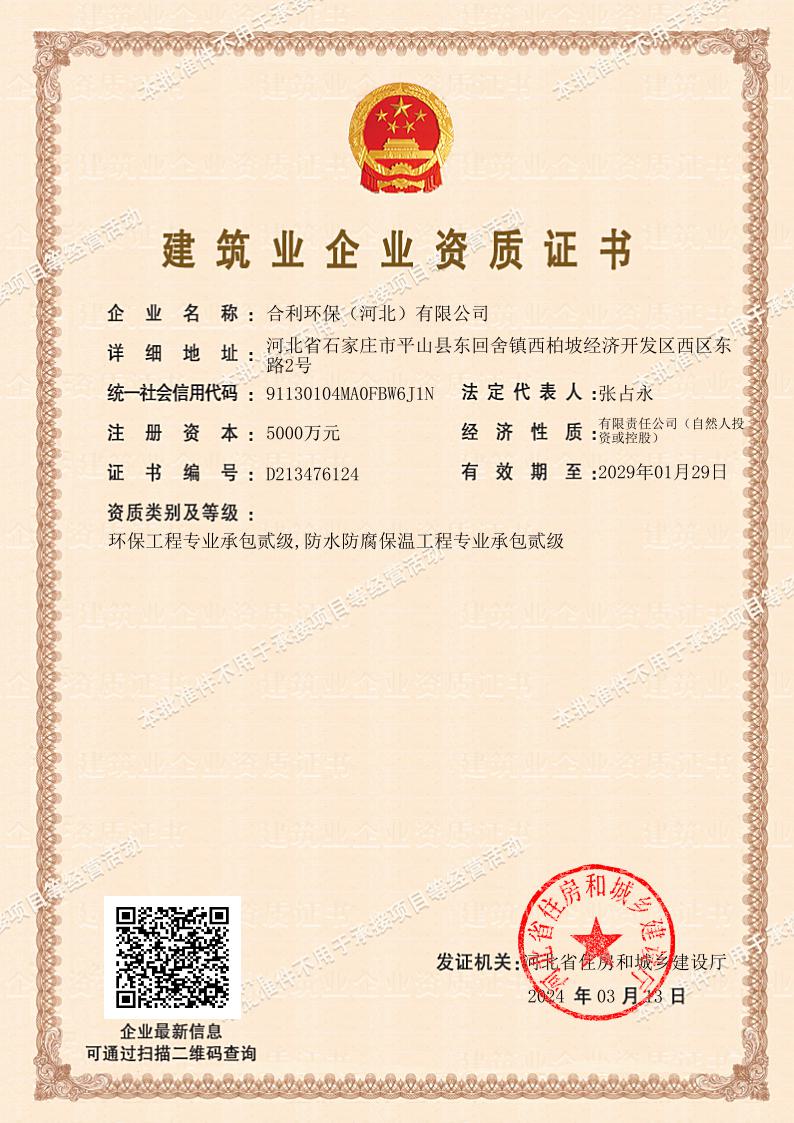 建筑业企业资质证书
企业名称：合利环保（河北）有限公司
详细地址：河北省石家庄市平山县东回舍镇西柏坡经济开发区西区东
路2号
统一社会信用代码：91130104MA0FBW6J1N 法定代表人：张占永
注册资本：5000万元 经济性质：有限责任公司（自然人投
资或控股）
证书编号：D213476124 有效期至：2029年01月29日
资质类别及等级：
环保工程专业承包贰级,防水防腐保温工程专业承包贰级
河北省住房和城乡建设厅
发证机关：河北省住房和城乡建设厅
2024 年 03 月 13 日
企业最新信息
可通过扫描二维码查询
本批准件不用于承接项目等经营活动